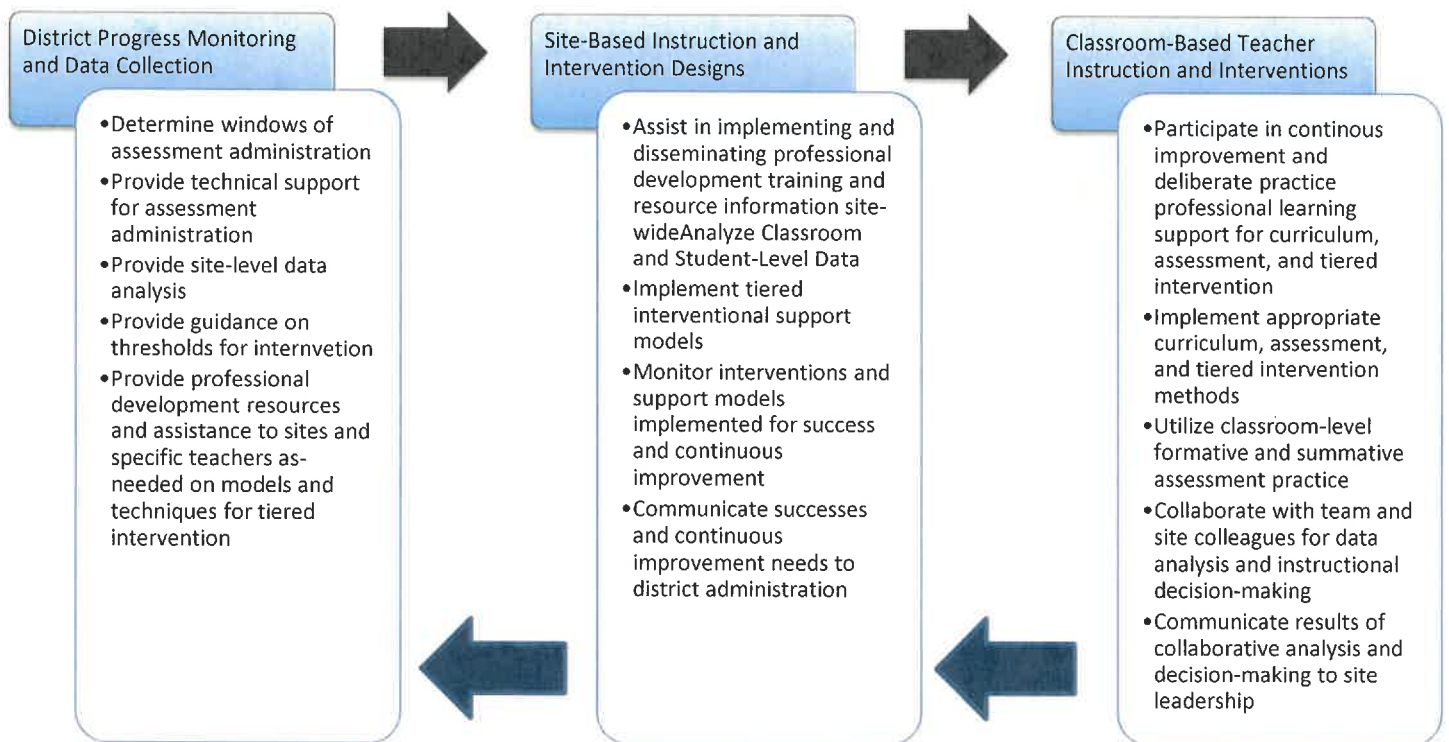 District Progress Monitoring
and Data Collection
•Determine windows of
assessment administration
•Provide technical support
for assessment
administration
•Provide site-level data
analysis
•Provide guidance on
thresholds for internvetion
•Provide professional
development resources
and assistance to sites and
specific teachers as-
needed on models and
techniques for tiered
intervention
Site-Based Instruction and
Intervention Designs
•Assist in implementing and
disseminating professional
development training and
resource information site-
wideAnalyze Classroom
and Student-Level Data
•Implement tiered
interventional support
models
•Monitor interventions and
support models
implemented for success
and continuous
improvement
•Communicate successes
and continuous
improvement needs to
district administration
Classroom-Based Teacher
Instruction and Interventions
•Participate in continous
improvement and
deliberate practice
professional learning
support for curriculum,
assessment, and tiered
intervention
•Implement appropriate
curriculum, assessment,
and tiered intervention
methods
•Utilize classroom-level
formative and summative
assessment practice
•Collaborate with team and
site colleagues for data
analysis and instructional
decision-making
•Communicate results of
collaborative analysis and
decision-making to site
leadership